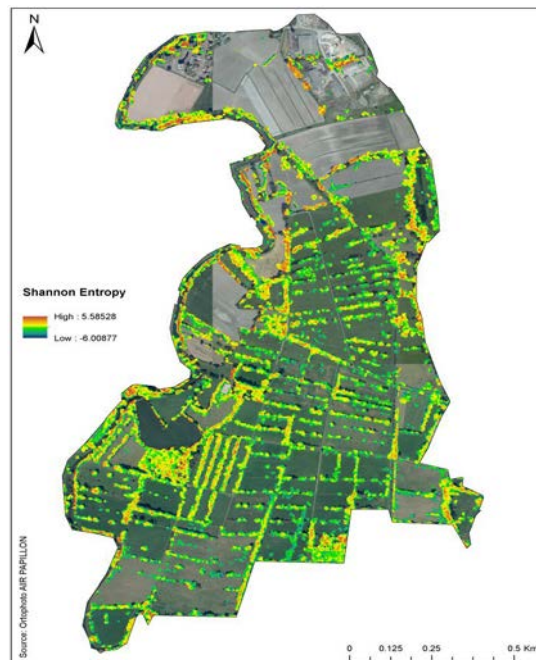 N
Shannon Entropy
High : 5.58528
Low : -6.00877
Source: Ortophoto AIR PAPILLON
0 0.125 0.25 0.5 Km